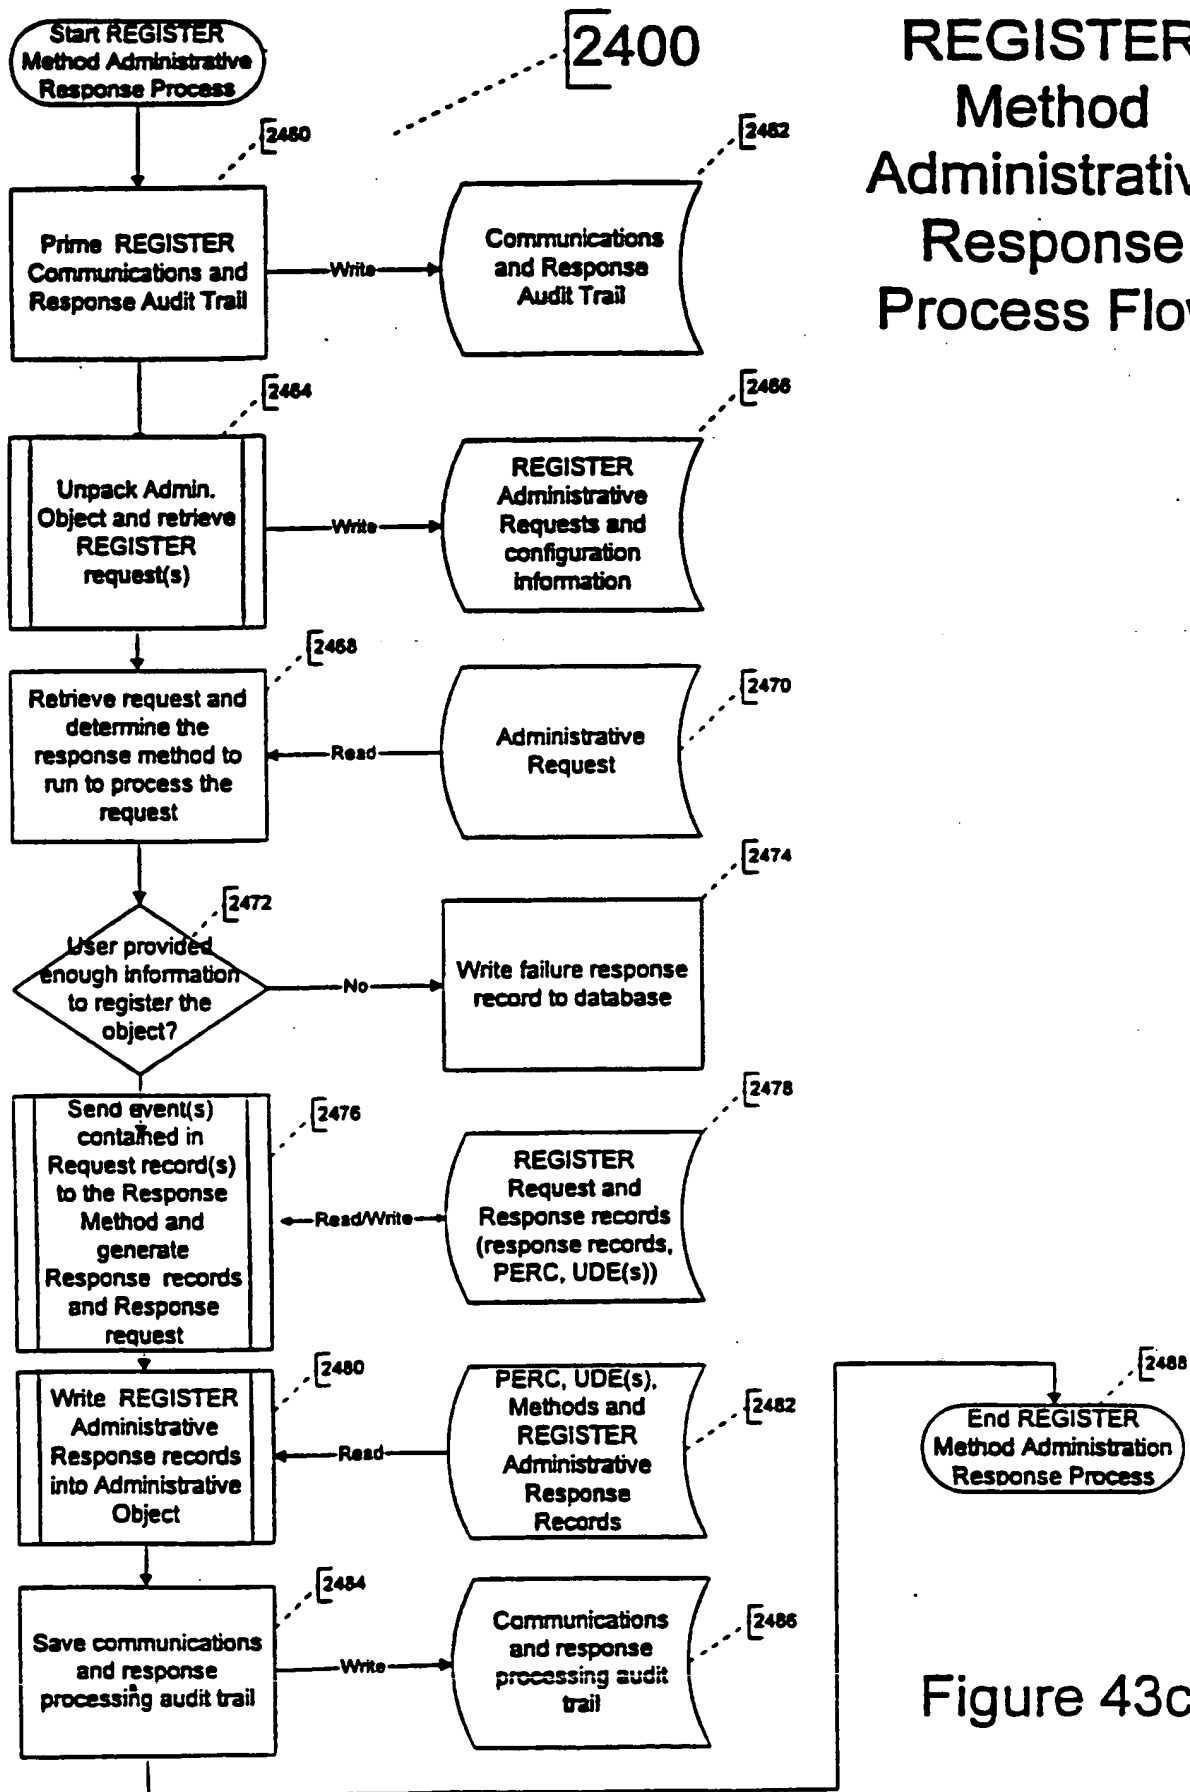 Start REGISTER
Method Administrative
Response Process
2400
REGISTER
Method
Administrative
Response
Process Flow
2460
Prime REGISTER
Communications and
Response Audit Trail
Write
2462
Communications
and Response
Audit Trail
2464
Unpack Admin.
Object and retrieve
REGISTER
request(s)
Write
2466
REGISTER
Administrative
Requests and
configuration
information
2468
Retrieve request and
determine the
response method to
run to process the
request
Read
2470
Administrative
Request
2472
User provided
enough information
to register the
object?
No
2474
Write failure response
record to database
2476
Send event(s)
contained in
Request record(s)
to the Response
Method and
generate
Response records
and Response
request
Read/Write
2478
REGISTER
Request and
Response records
(response records,
PERC, UDE(s))
2480
Write REGISTER
Administrative
Response records
into Administrative
Object
Read
2482
PERC, UDE(s),
Methods and
REGISTER
Administrative
Response
Records
2484
Save communications
and response
processing audit trail
Write
2486
Communications
and response
processing audit
trail
2488
End REGISTER
Method Administration
Response Process
Figure 43c